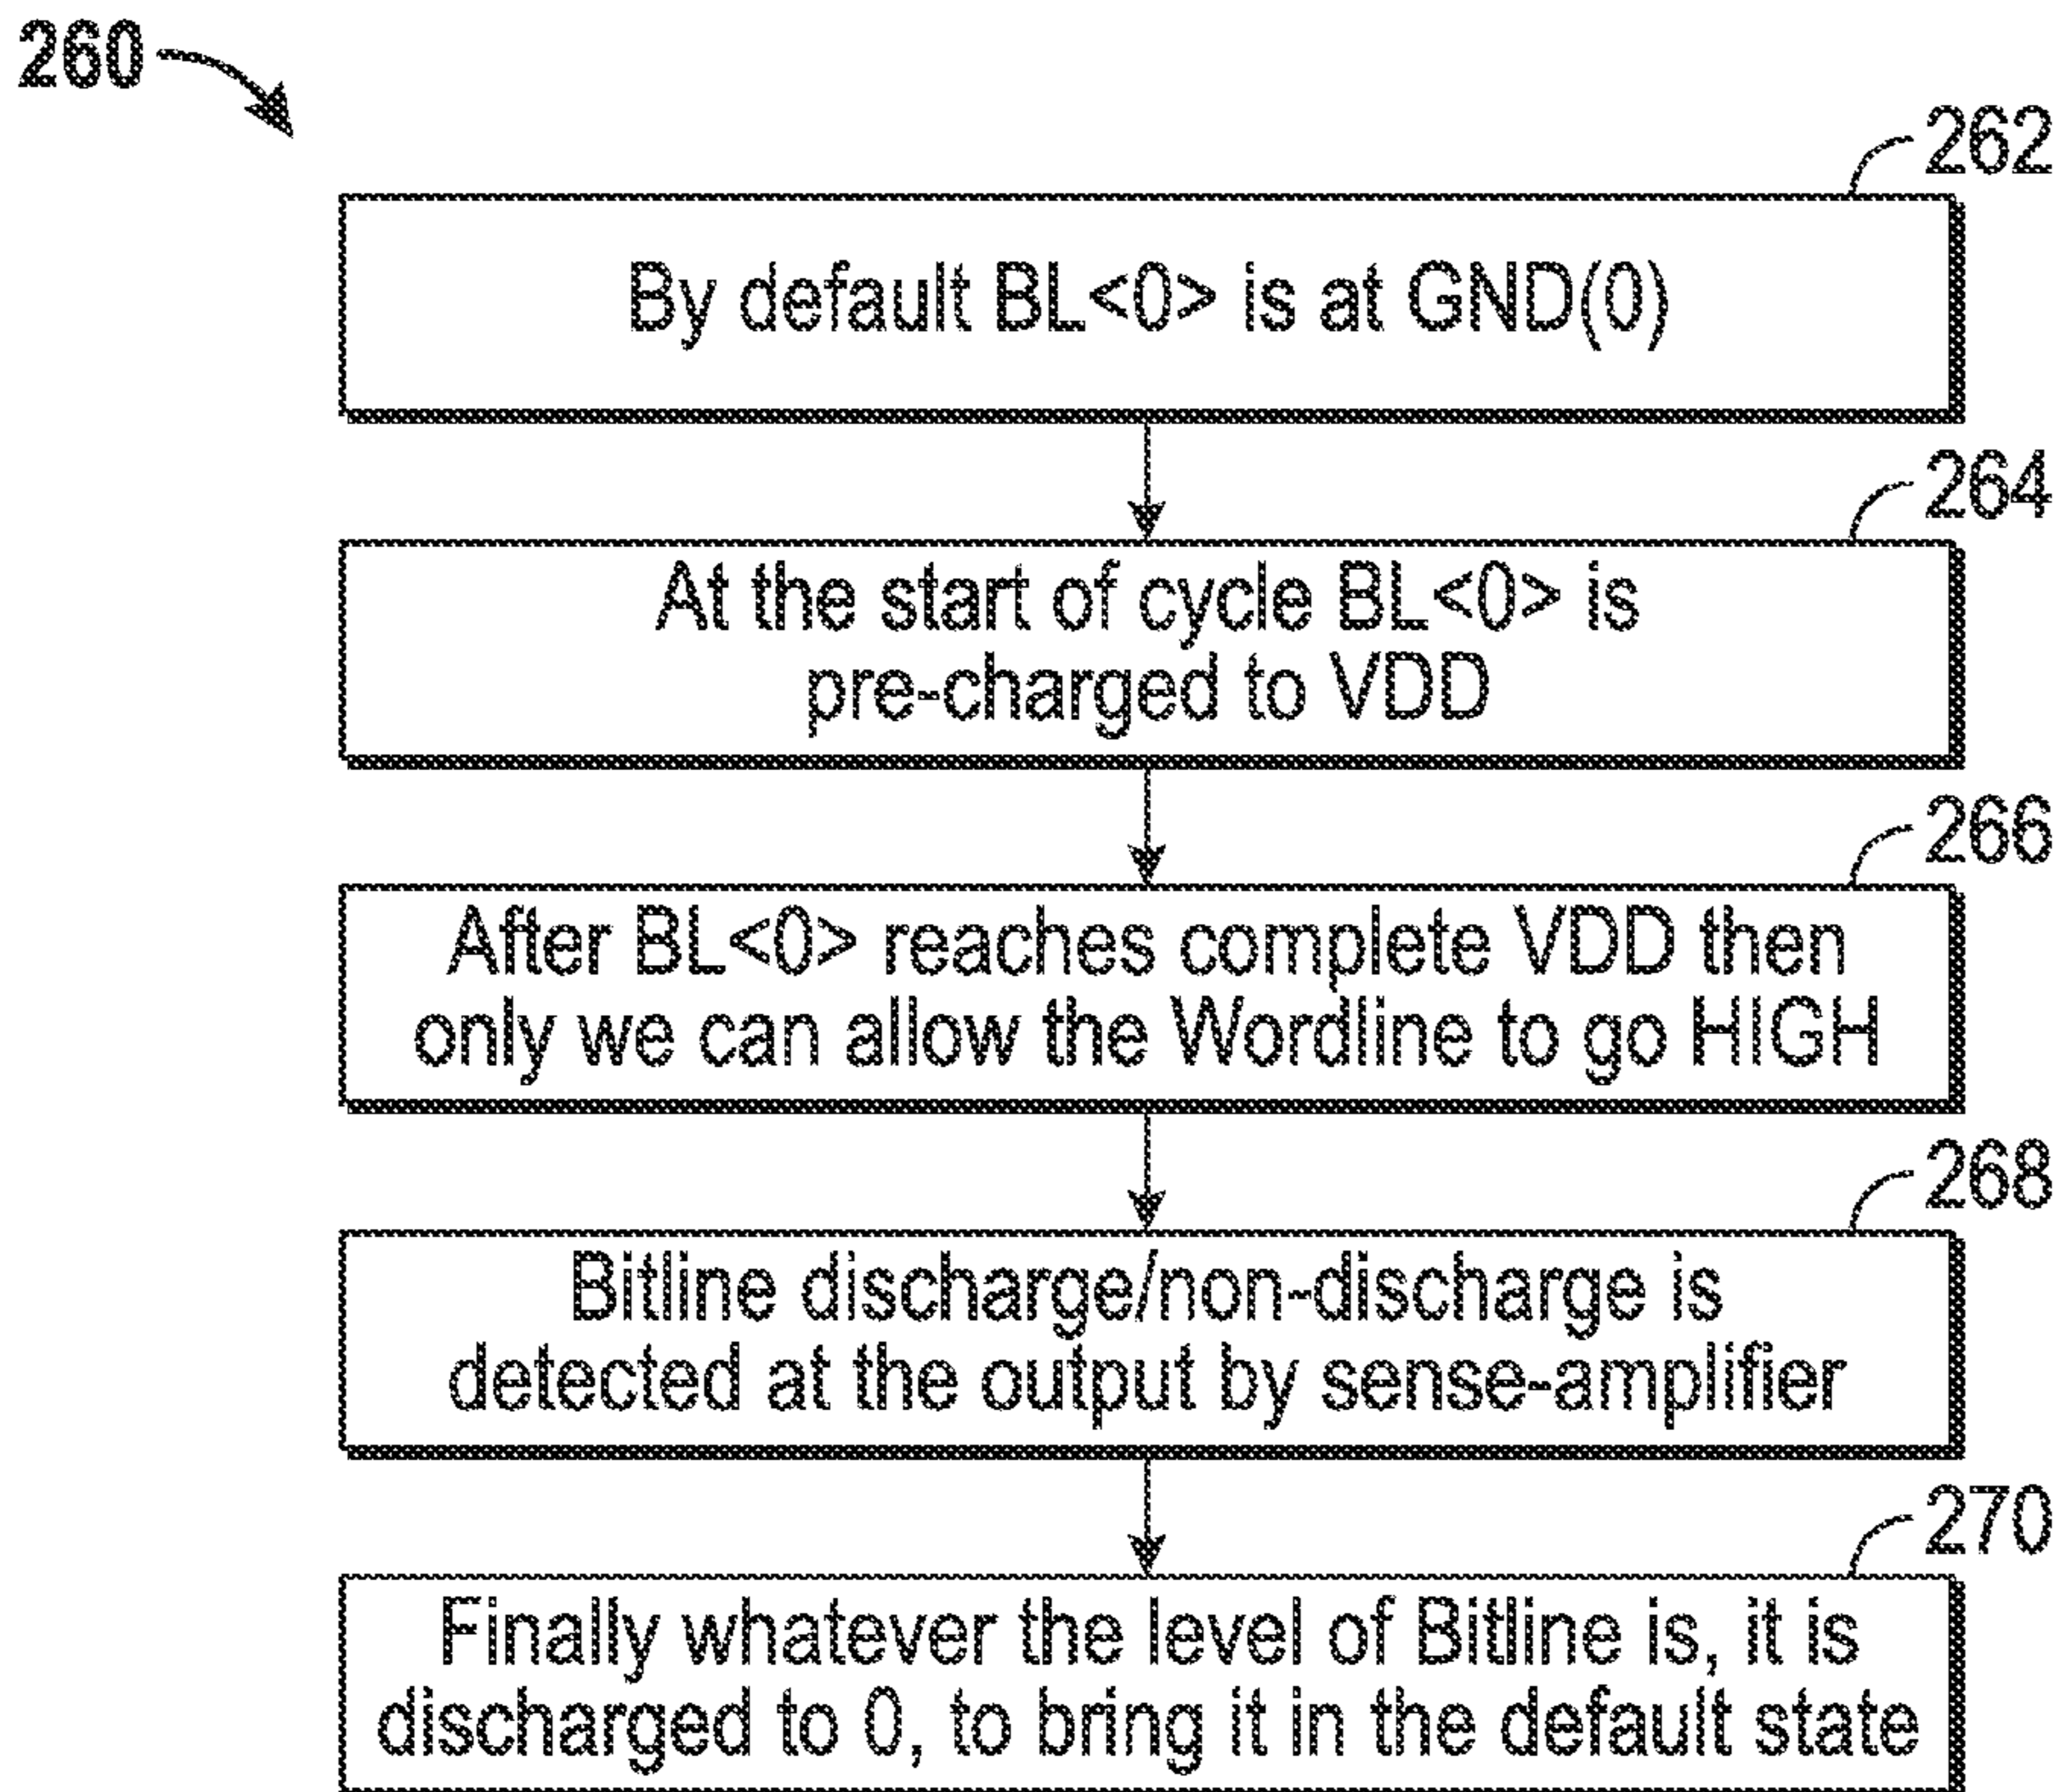 260
262
By default BL<0> is at GND(0)
264
At the start of cycle BL<0> is
pre-charged to VDD
266
After BL<0> reaches complete VDD then
only we can allow the Wordline to go HIGH
268
Bitline discharge/non-discharge is
detected at the output by sense-amplifier
270
Finally whatever the level of Bitline is, it is
discharged to 0, to bring it in the default state